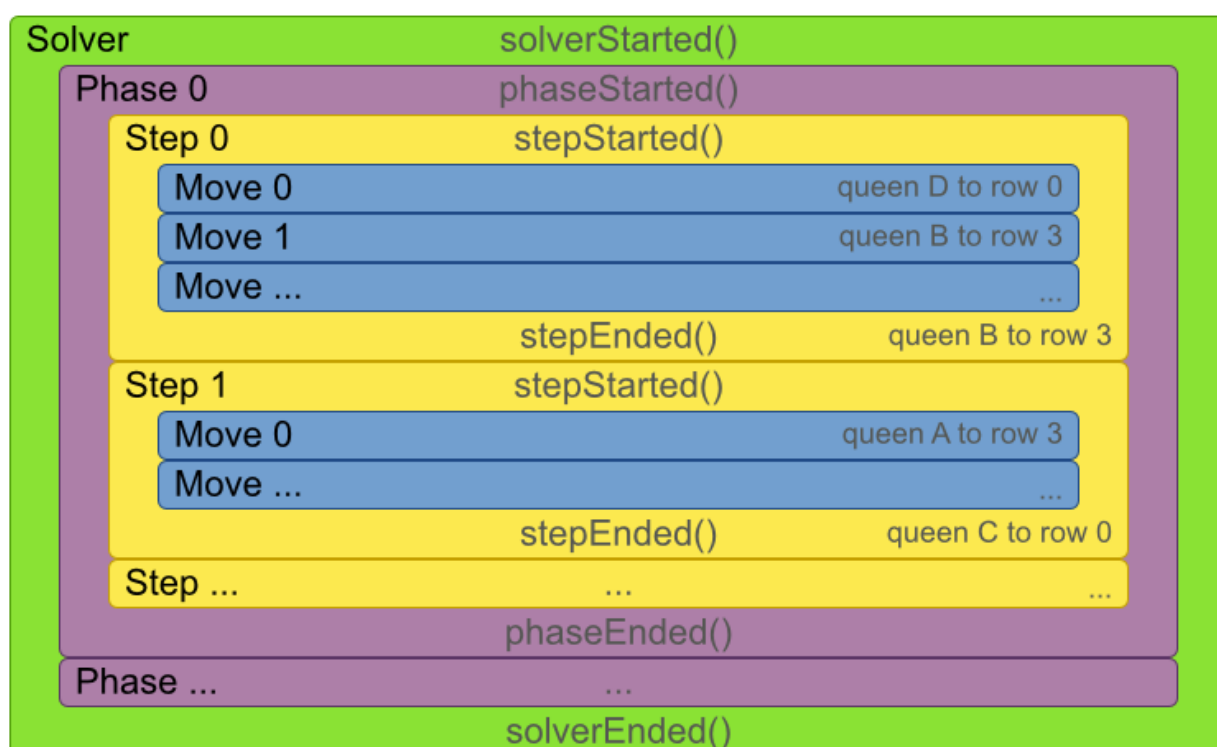 Solver solverStarted()
Phase 0 phaseStarted()
Step 0 stepStarted()
Move 0 queen D to row 0
Move 1 queen B to row 3
Move ... ...
stepEnded() queen B to row 3
Step 1 stepStarted()
Move 0 queen A to row 3
Move ... ...
stepEnded() queen C to row 0
Step ... ... ...
phaseEnded()
Phase ... ...
solverEnded()